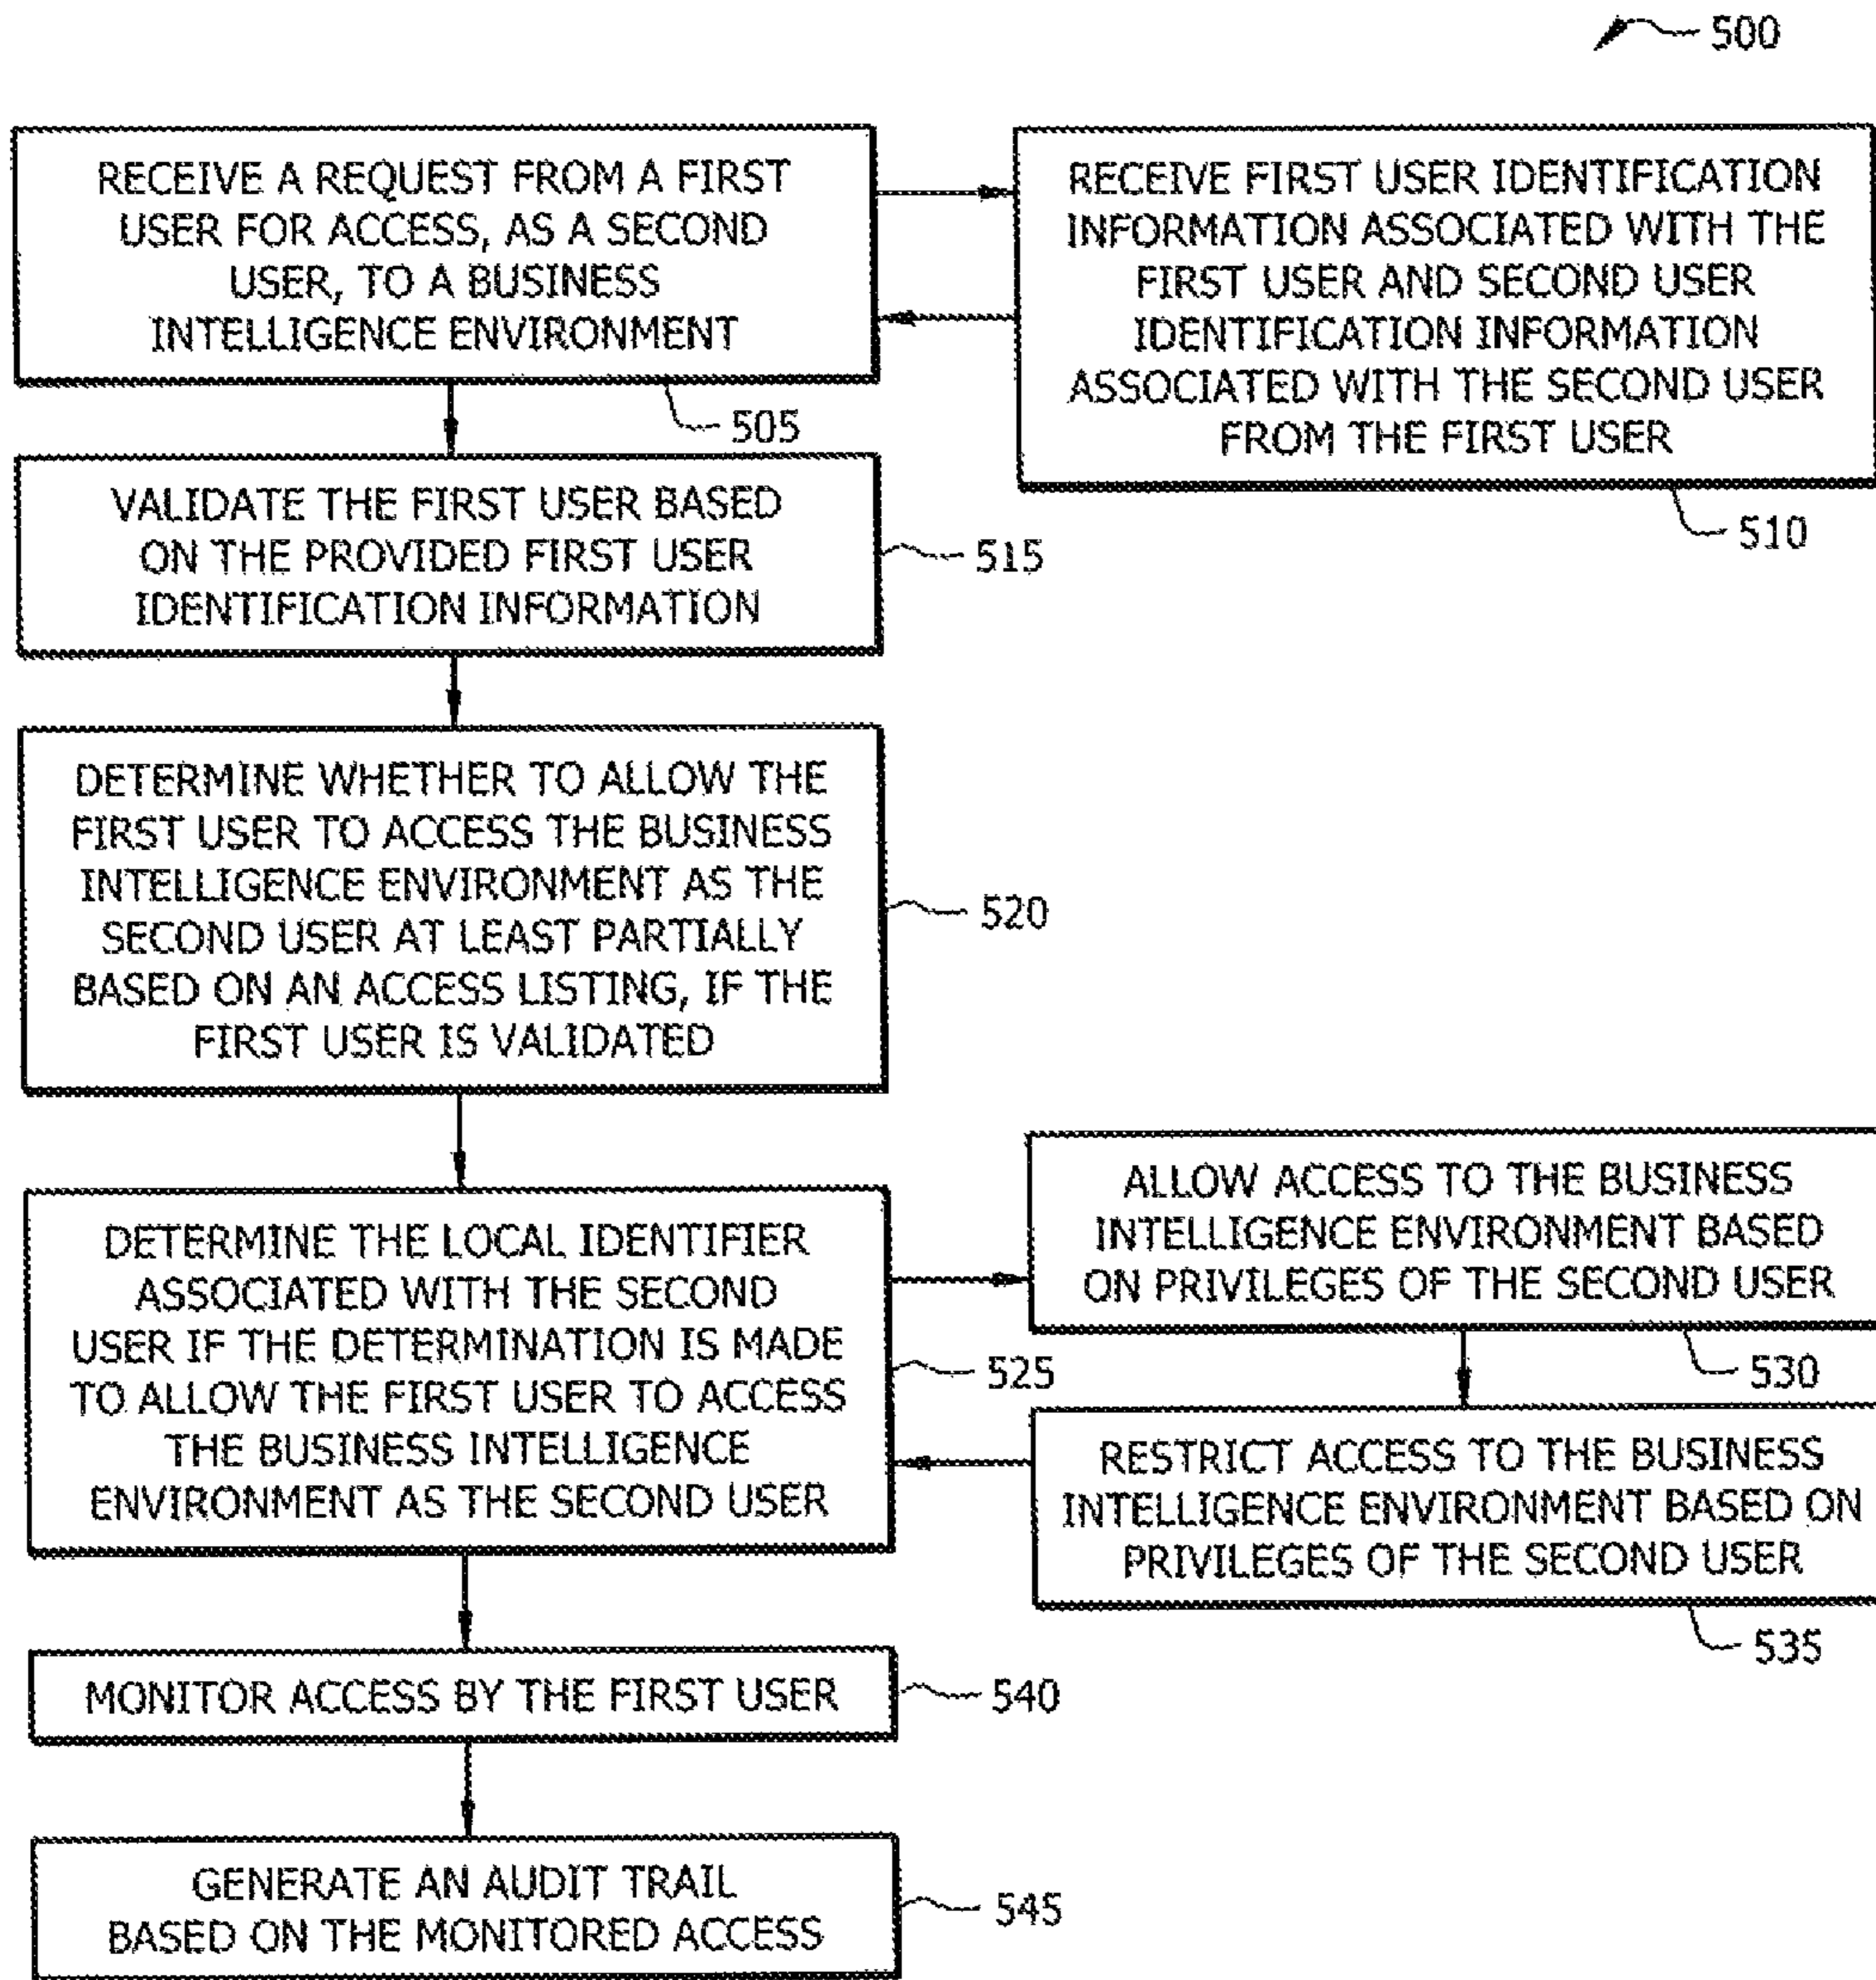 500
RECEIVE A REQUEST FROM A FIRST
USER FOR ACCESS, AS A SECOND
USER, TO A BUSINESS
INTELLIGENCE ENVIRONMENT
505
RECEIVE FIRST USER IDENTIFICATION
INFORMATION ASSOCIATED WITH THE
FIRST USER AND SECOND USER
IDENTIFICATION INFORMATION
ASSOCIATED WITH THE SECOND USER
FROM THE FIRST USER
510
VALIDATE THE FIRST USER BASED
ON THE PROVIDED FIRST USER
IDENTIFICATION INFORMATION
515
DETERMINE WHETHER TO ALLOW THE
FIRST USER TO ACCESS THE BUSINESS
INTELLIGENCE ENVIRONMENT AS THE
SECOND USER AT LEAST PARTIALLY
BASED ON AN ACCESS LISTING, IF THE
FIRST USER IS VALIDATED
520
DETERMINE THE LOCAL IDENTIFIER
ASSOCIATED WITH THE SECOND
USER IF THE DETERMINATION IS MADE
TO ALLOW THE FIRST USER TO ACCESS
THE BUSINESS INTELLIGENCE
ENVIRONMENT AS THE SECOND USER
525
ALLOW ACCESS TO THE BUSINESS
INTELLIGENCE ENVIRONMENT BASED
ON PRIVILEGES OF THE SECOND USER
530
RESTRICT ACCESS TO THE BUSINESS
INTELLIGENCE ENVIRONMENT BASED ON
PRIVILEGES OF THE SECOND USER
535
MONITOR ACCESS BY THE FIRST USER
540
GENERATE AN AUDIT TRAIL
BASED ON THE MONITORED ACCESS
545